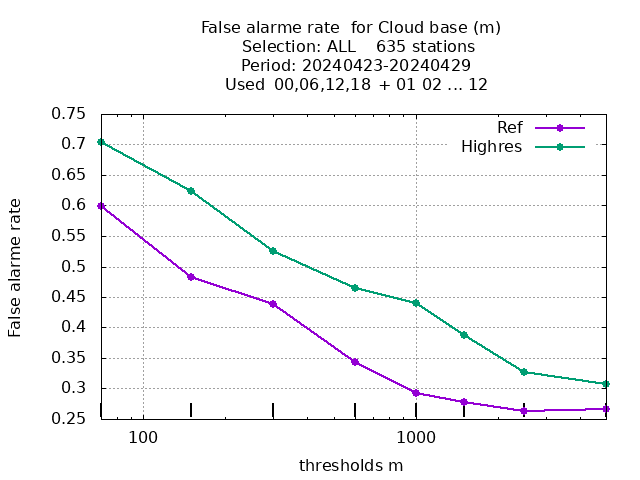 False alarme rate  for Cloud base (m)
Selection: ALL    635 stations
Period: 20240423-20240429
Used  00,06,12,18 + 01 02 ... 12
0.75
0.7
0.65
0.6
0.55
0.5
0.45
0.4
0.35
0.3
0.25
False alarme rate
Ref
Highres
100
1000
thresholds m